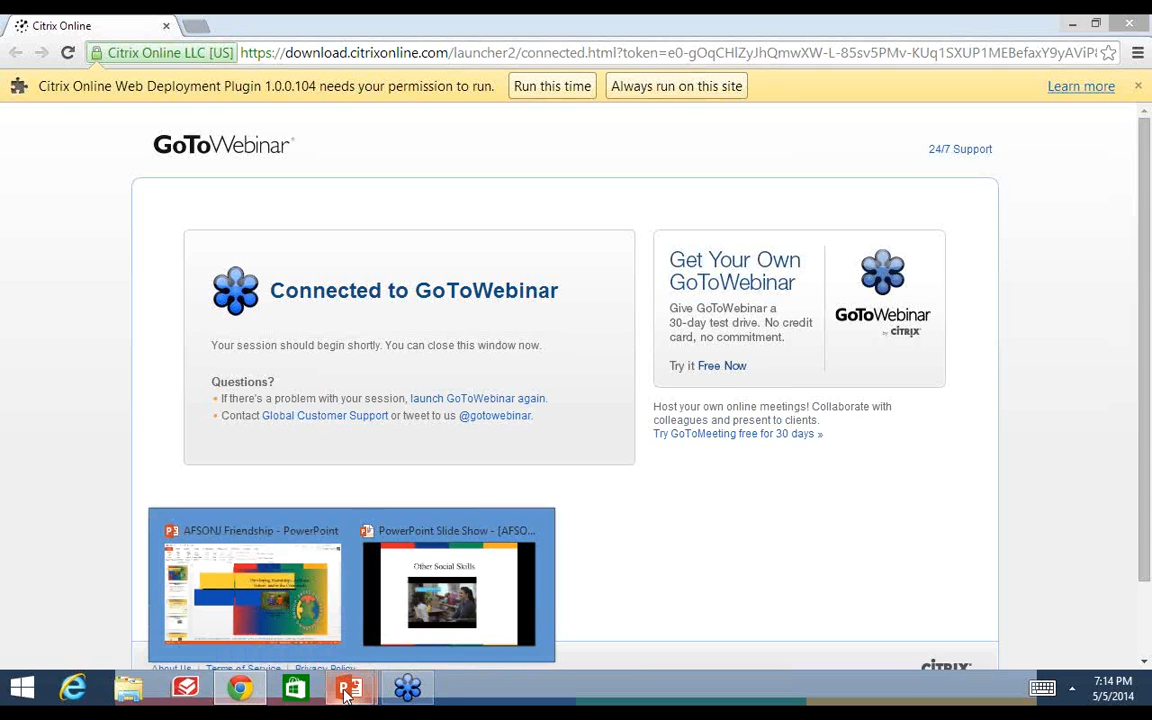 Citrix Online
Citrix Online LLC [US] https://download.citrixonline.com/launcher2/connected.html?token=e0-gOqCHlZyJhQmwXW-L-85sv5PMv-KUq1SXUP1MEBefaxY9yAViP
Citrix Online Web Deployment Plugin 1.0.0.104 needs your permission to run. Run this time Always run on this site Learn more
GoToWebinar
24/7 Support
Connected to GoToWebinar
Your session should begin shortly. You can close this window now.
Questions?
• If there's a problem with your session, launch GoToWebinar again.
• Contact Global Customer Support or tweet to us @gotowebinar.
Get Your Own
GoToWebinar
Give GoToWebinar a
30-day test drive. No credit
card, no commitment.
Try it Free Now
GoToWebinar
by CITRIX
Host your own online meetings! Collaborate with
colleagues and present to clients.
Try GoToMeeting free for 30 days »
AFSONJ Friendship - PowerPoint
PowerPoint Slide Show - [AFSO...
Other Social Skills
About Us Terms of Service Privacy Policy
CITRIX
7:14 PM
5/5/2014